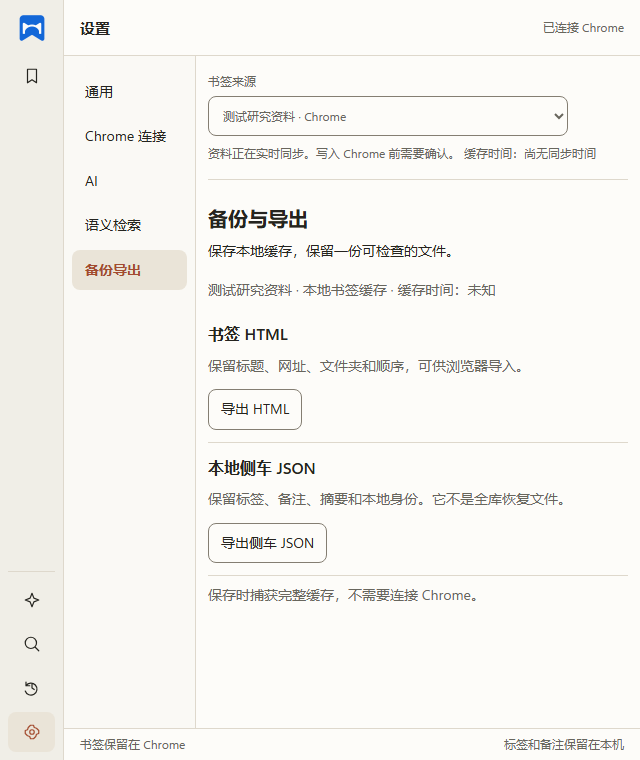 设置
已连接 Chrome
通用
Chrome 连接
AI
语义检索
备份导出
书签来源
测试研究资料 · Chrome
资料正在实时同步。写入 Chrome 前需要确认。 缓存时间：尚无同步时间
备份与导出
保存本地缓存，保留一份可检查的文件。
测试研究资料 · 本地书签缓存 · 缓存时间：未知
书签 HTML
保留标题、网址、文件夹和顺序，可供浏览器导入。
导出 HTML
本地侧车 JSON
保留标签、备注、摘要和本地身份。它不是全库恢复文件。
导出侧车 JSON
保存时捕获完整缓存，不需要连接 Chrome。
书签保留在 Chrome
标签和备注保留在本机